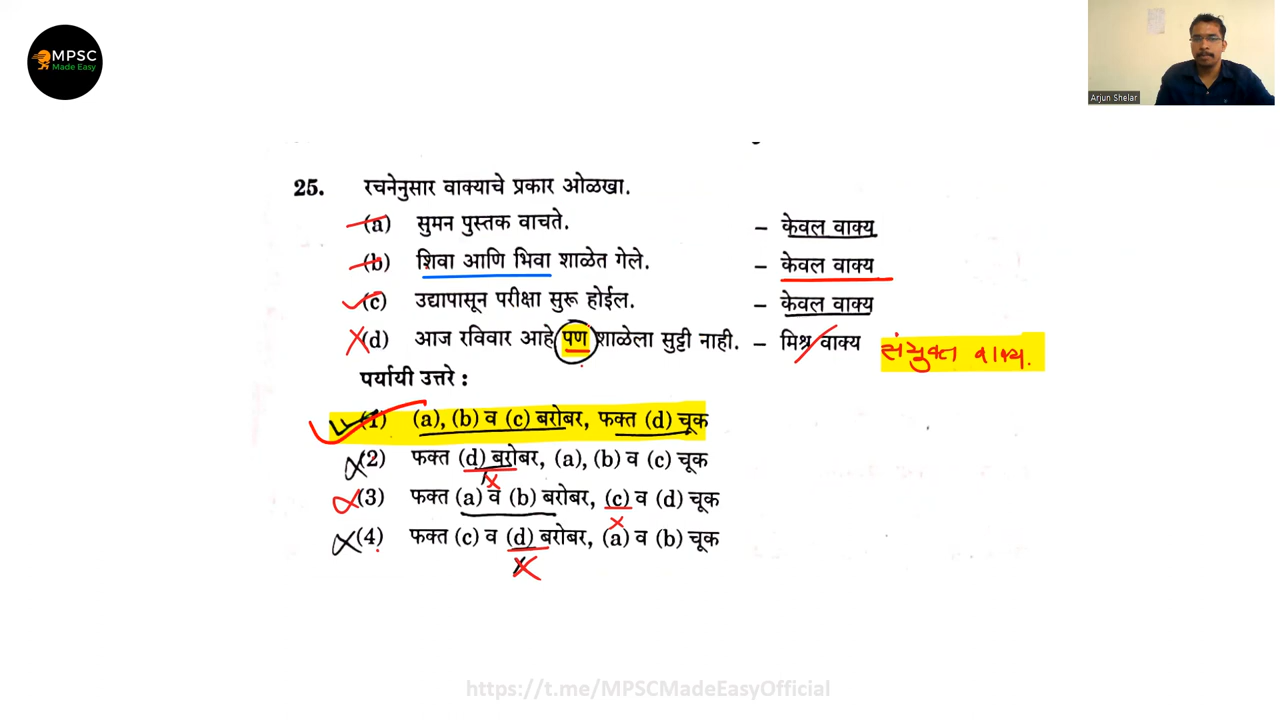 MPSC
Made Easy
Arjun Shelar
25. रचनेनुसार वाक्याचे प्रकार ओळखा.
(a) सुमन पुस्तक वाचते. – केवल वाक्य
(b) शिवा आणि भिवा शाळेत गेले. – केवल वाक्य
(c) उद्यापासून परीक्षा सुरू होईल. – केवल वाक्य
(d) आज रविवार आहे पण शाळेला सुट्टी नाही. – मिश्र वाक्य संयुक्त वाक्य.
पर्यायी उत्तरे :
(1) (a), (b) व (c) बरोबर, फक्त (d) चूक
(2) फक्त (d) बरोबर, (a), (b) व (c) चूक
(3) फक्त (a) व (b) बरोबर, (c) व (d) चूक
(4) फक्त (c) व (d) बरोबर, (a) व (b) चूक
https://t.me/MPSCMadeEasyOfficial